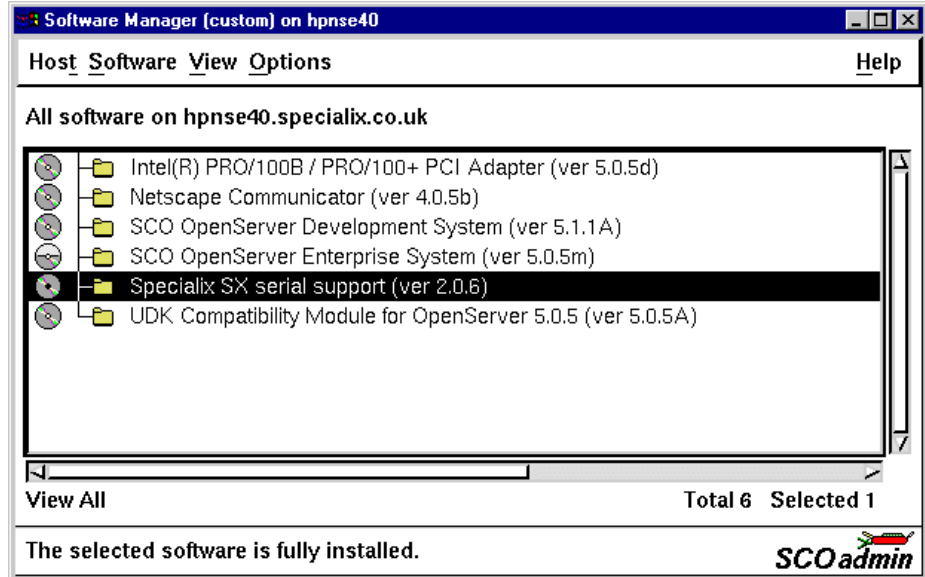 Software Manager (custom) on hpnse40
Host Software View Options Help
All software on hpnse40.specialix.co.uk
Intel(R) PRO/100B / PRO/100+ PCI Adapter (ver 5.0.5d)
Netscape Communicator (ver 4.0.5b)
SCO OpenServer Development System (ver 5.1.1A)
SCO OpenServer Enterprise System (ver 5.0.5m)
Specialix SX serial support (ver 2.0.6)
UDK Compatibility Module for OpenServer 5.0.5 (ver 5.0.5A)
View All Total 6 Selected 1
The selected software is fully installed. SCOadmin